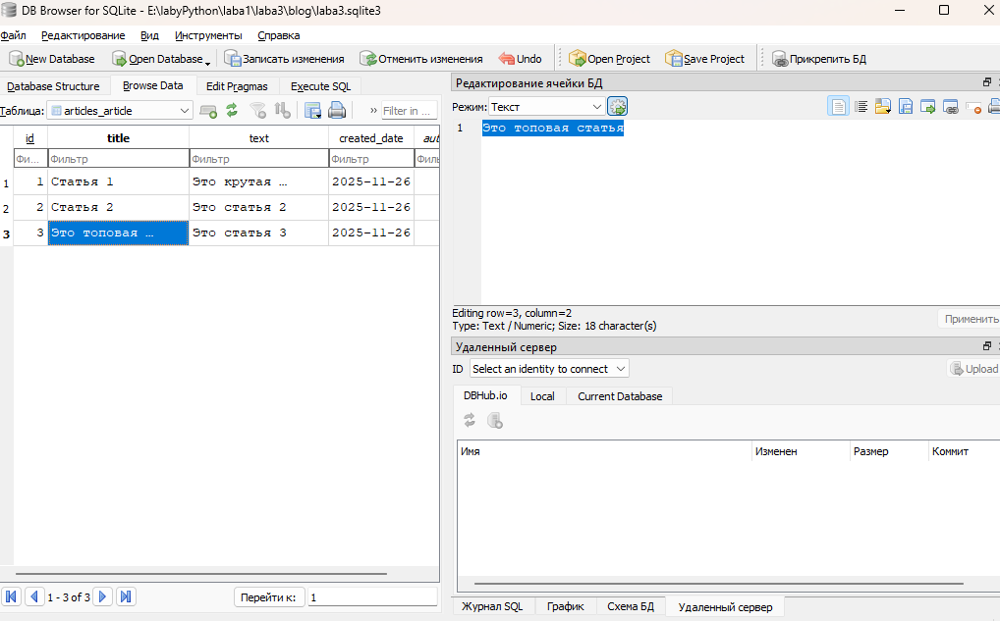 DB Browser for SQLite - E:\labyPython\laba1\laba3\blog\laba3.sqlite3
Файл Редактирование Вид Инструменты Справка
New Database Open Database Записать изменения Отменить изменения Undo Open Project Save Project Прикрепить БД
Database Structure Browse Data Edit Pragmas Execute SQL
Таблица: articles_article » Filter in ...
id title text created_date
Фи... Фильтр Фильтр Фильтр
1 1 Статья 1 Это крутая … 2025-11-26
2 2 Статья 2 Это статья 2 2025-11-26
3 3 Это топовая … Это статья 3 2025-11-26
1 - 3 of 3 Перейти к: 1
Редактирование ячейки БД
Режим: Текст
1 Это топовая статья
Editing row=3, column=2
Type: Text / Numeric; Size: 18 character(s)
Применить
Удаленный сервер
ID Select an identity to connect Upload
DBHub.io Local Current Database
Имя Изменен Размер Коммит
Журнал SQL График Схема БД Удаленный сервер